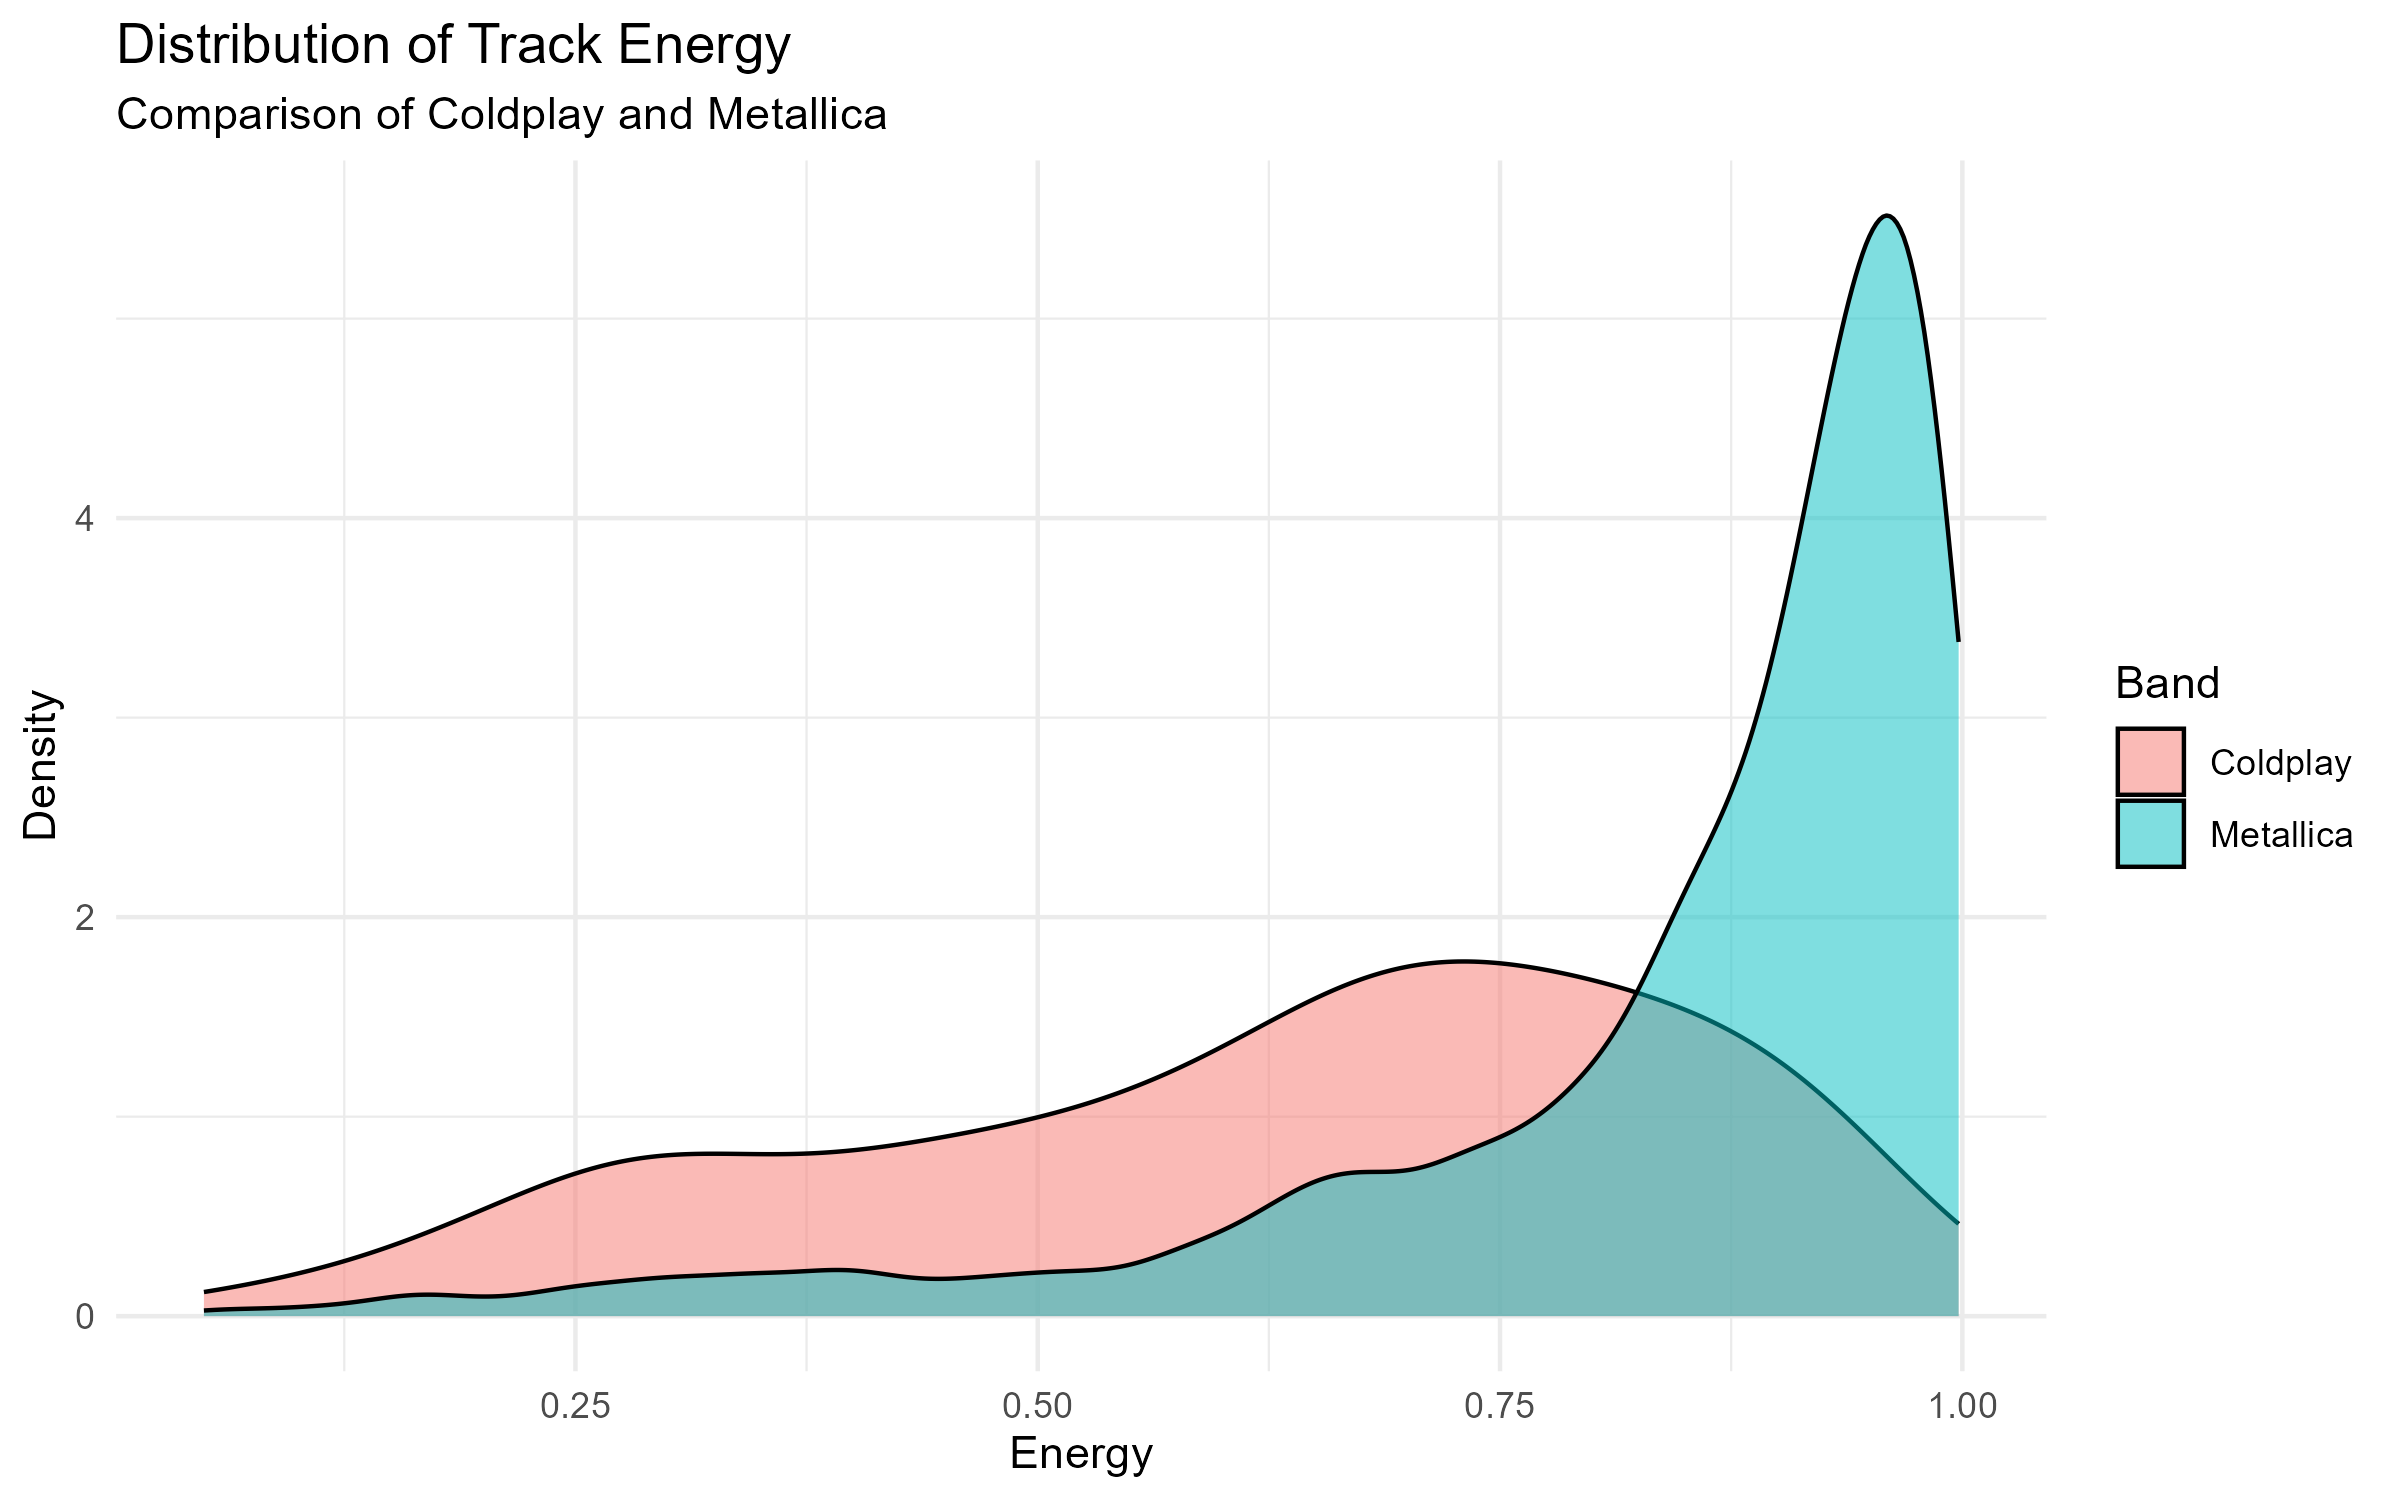 Distribution of Track Energy
Comparison of Coldplay and Metallica
Density
4
2
0
0.25 0.50 0.75 1.00
Energy
Band
Coldplay
Metallica